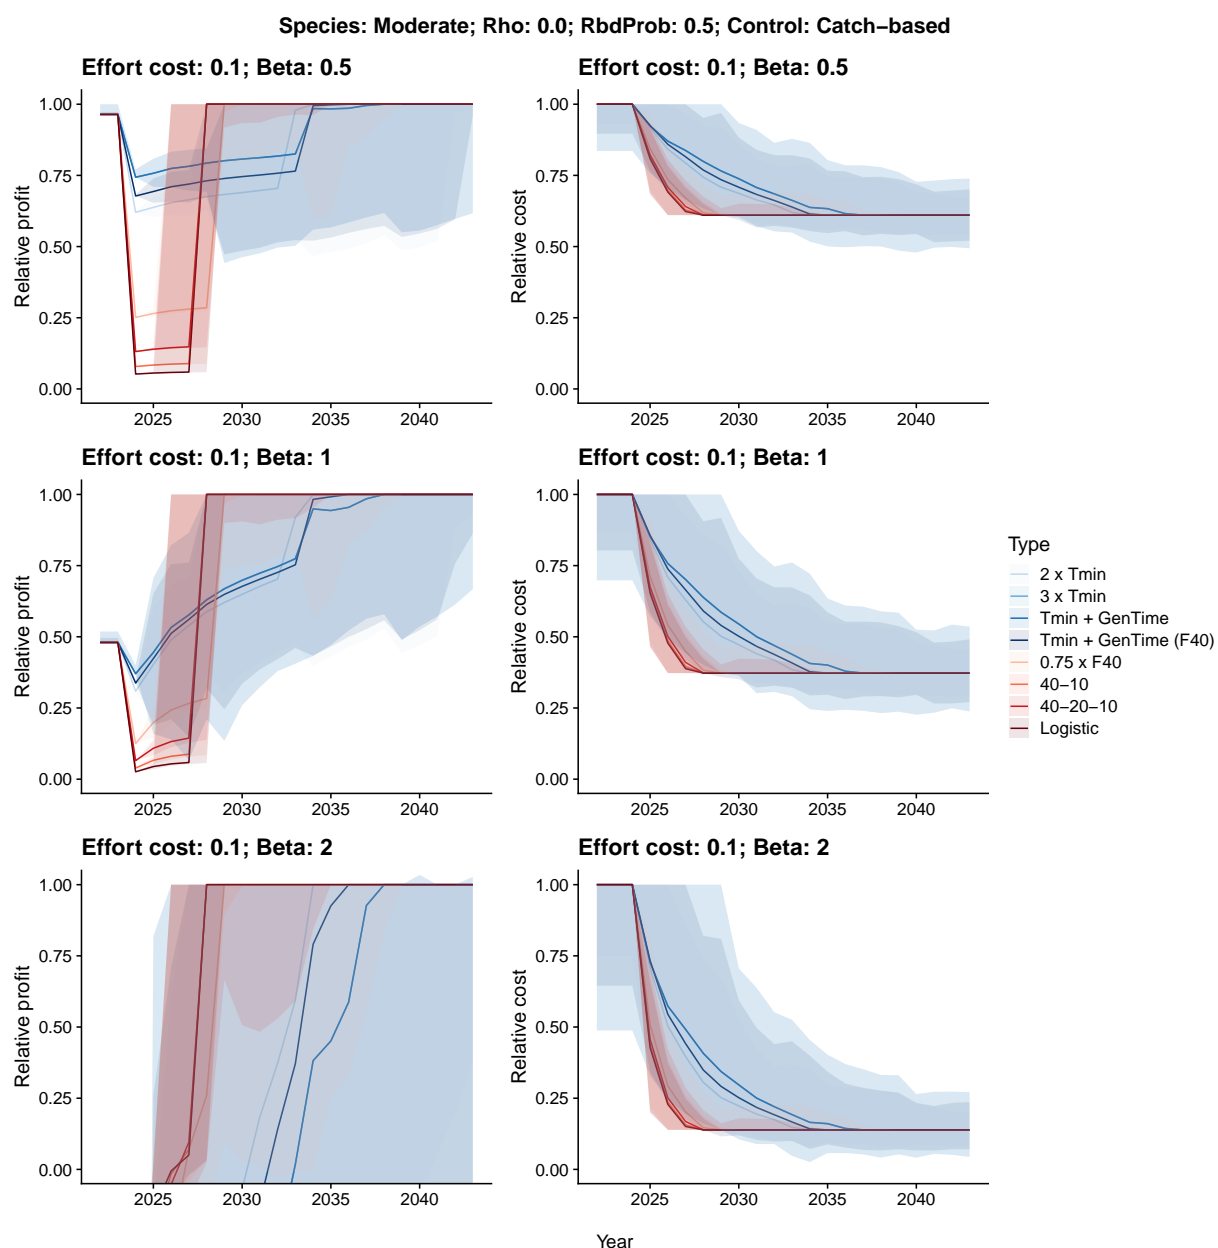 Species: Moderate; Rho: 0.0; RbdProb: 0.5; Control: Catch−based
Effort cost: 0.1; Beta: 0.5
Relative profit
1.00
0.75
0.50
0.25
0.00
2025 2030 2035 2040
Effort cost: 0.1; Beta: 0.5
Relative cost
1.00
0.75
0.50
0.25
0.00
2025 2030 2035 2040
Effort cost: 0.1; Beta: 1
Relative profit
1.00
0.75
0.50
0.25
0.00
2025 2030 2035 2040
Effort cost: 0.1; Beta: 1
Relative cost
1.00
0.75
0.50
0.25
0.00
2025 2030 2035 2040
Effort cost: 0.1; Beta: 2
Relative profit
1.00
0.75
0.50
0.25
0.00
2025 2030 2035 2040
Effort cost: 0.1; Beta: 2
Relative cost
1.00
0.75
0.50
0.25
0.00
2025 2030 2035 2040
Year
Type
2 x Tmin
3 x Tmin
Tmin + GenTime
Tmin + GenTime (F40)
0.75 x F40
40−10
40−20−10
Logistic